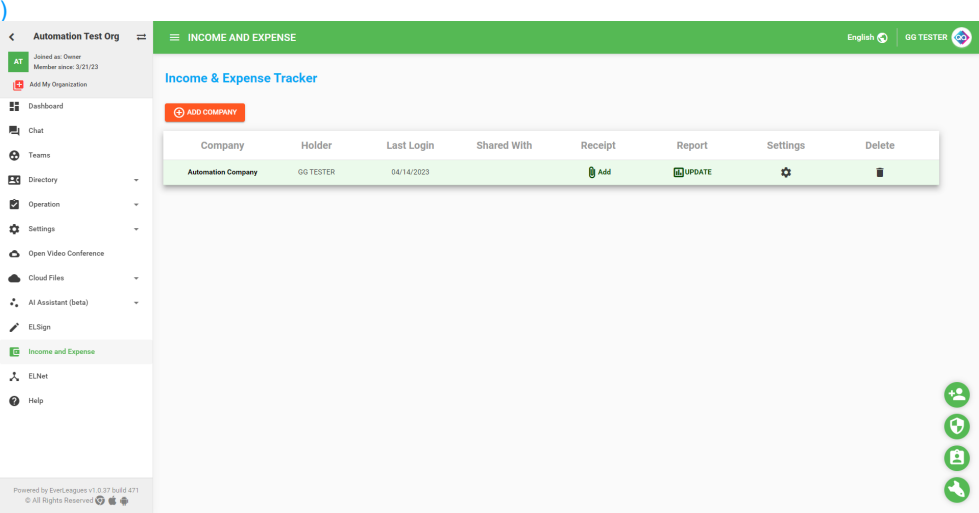 )
Automation Test Org
AT
Joined as: Owner
Member since: 3/21/23
Add My Organization
Dashboard
Chat
Teams
Directory
Operation
Settings
Open Video Conference
Cloud Files
AI Assistant (beta)
ELSign
Income and Expense
ELNet
Help
Powered by EverLeagues v1.0.37 build 471
© All Rights Reserved
INCOME AND EXPENSE
English
GG TESTER
Income & Expense Tracker
ADD COMPANY
Company Holder Last Login Shared With Receipt Report Settings Delete
Automation Company GG TESTER 04/14/2023 Add UPDATE